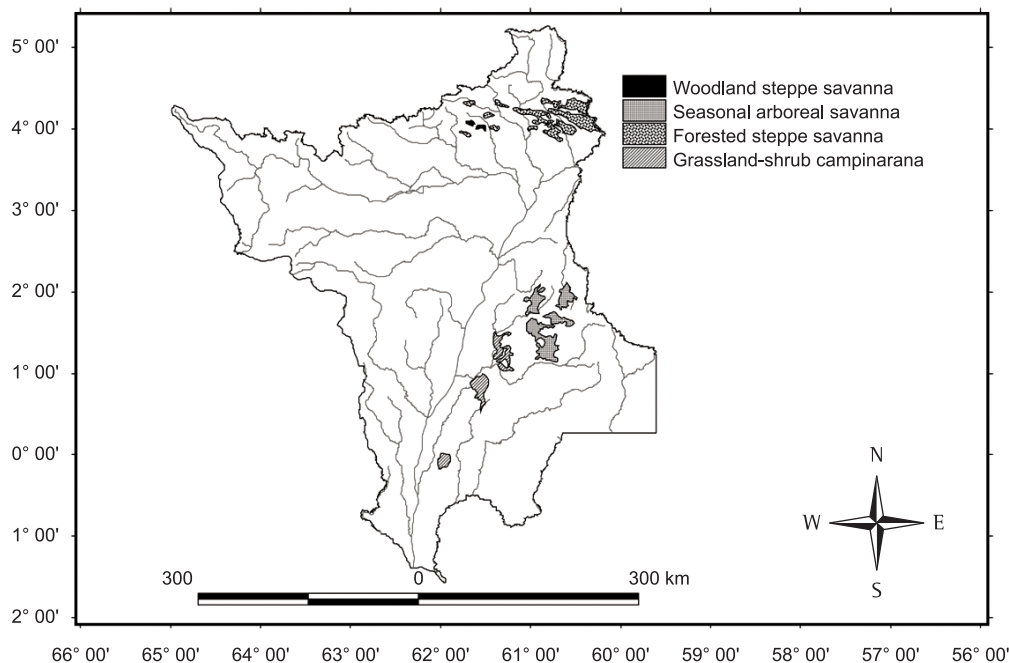 5° 00'
4° 00'
3° 00'
2° 00'
1° 00'
0° 00'
1° 00'
2° 00'
Woodland steppe savanna
Seasonal arboreal savanna
Forested steppe savanna
Grassland-shrub campinarana
N
W E
S
300 0 300 km
66° 00' 65° 00' 64° 00' 63° 00' 62° 00' 61° 00' 60° 00' 59° 00' 58° 00' 57° 00' 56° 00'